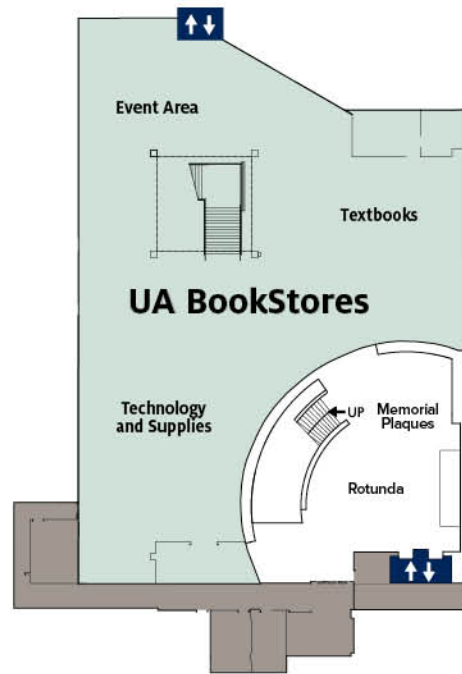 Event Area
Textbooks
UA BookStores
Technology
and Supplies
UP
Memorial
Plaques
Rotunda